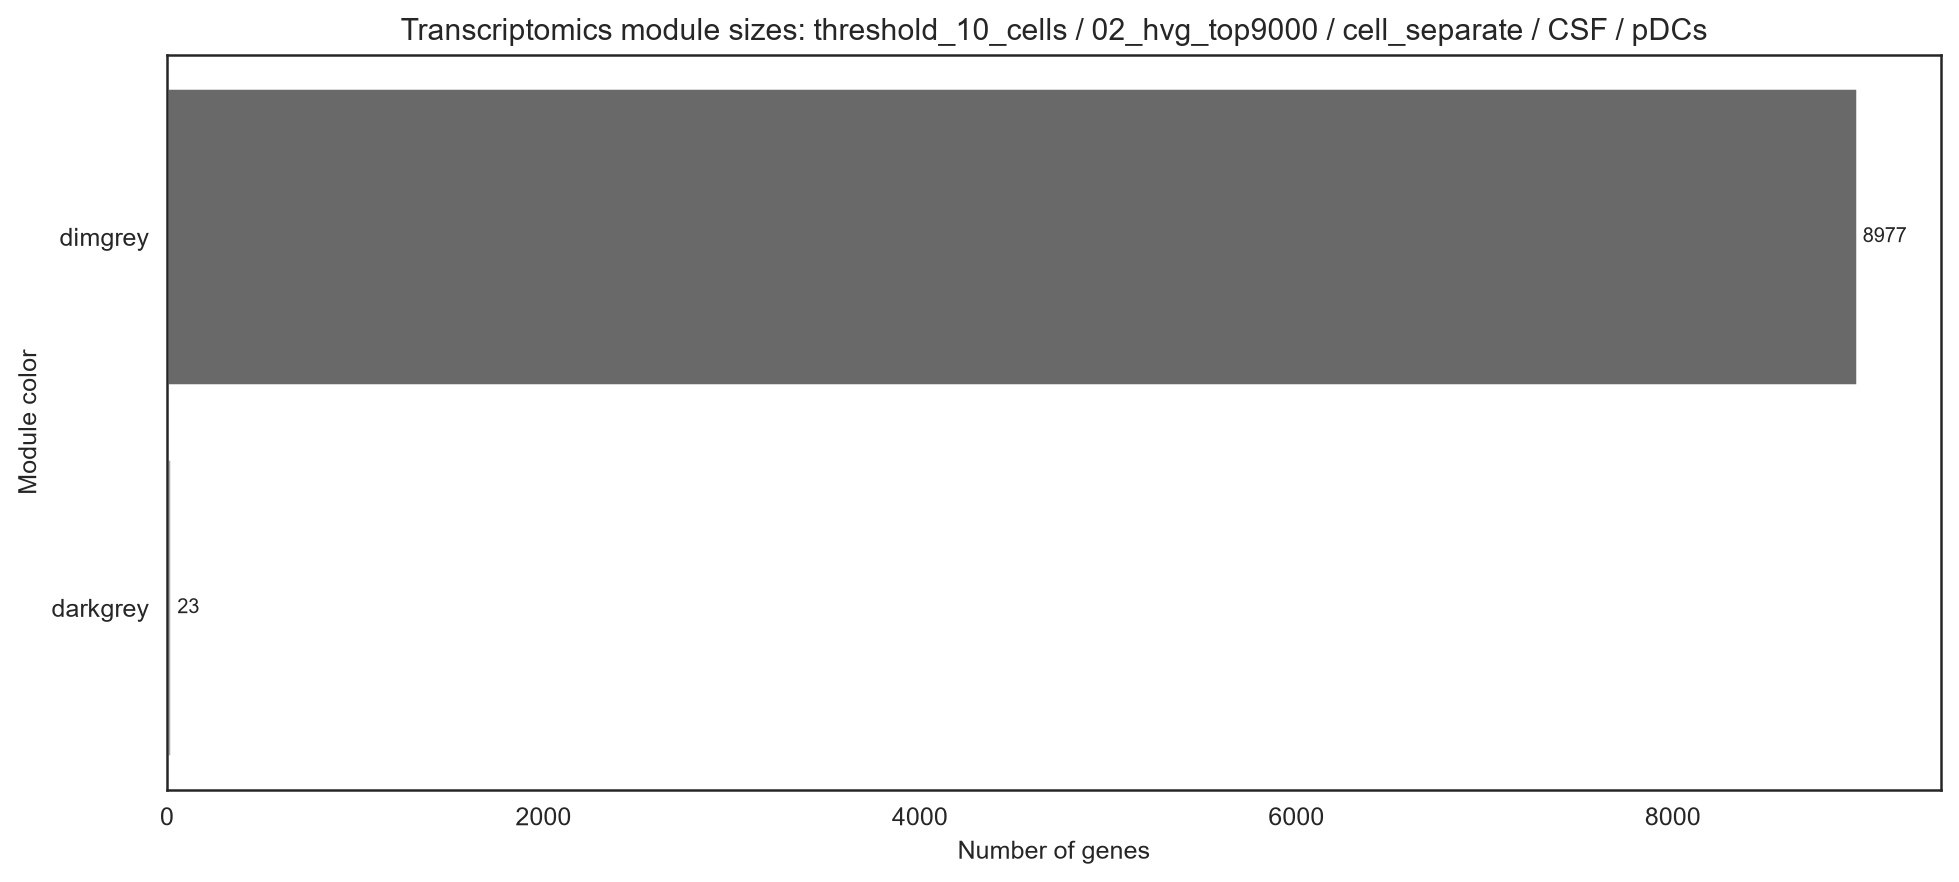 Transcriptomics module sizes: threshold_10_cells / 02_hvg_top9000 / cell_separate / CSF / pDCs
Module color
dimgrey
8977
darkgrey
23
0
2000
4000
6000
8000
Number of genes